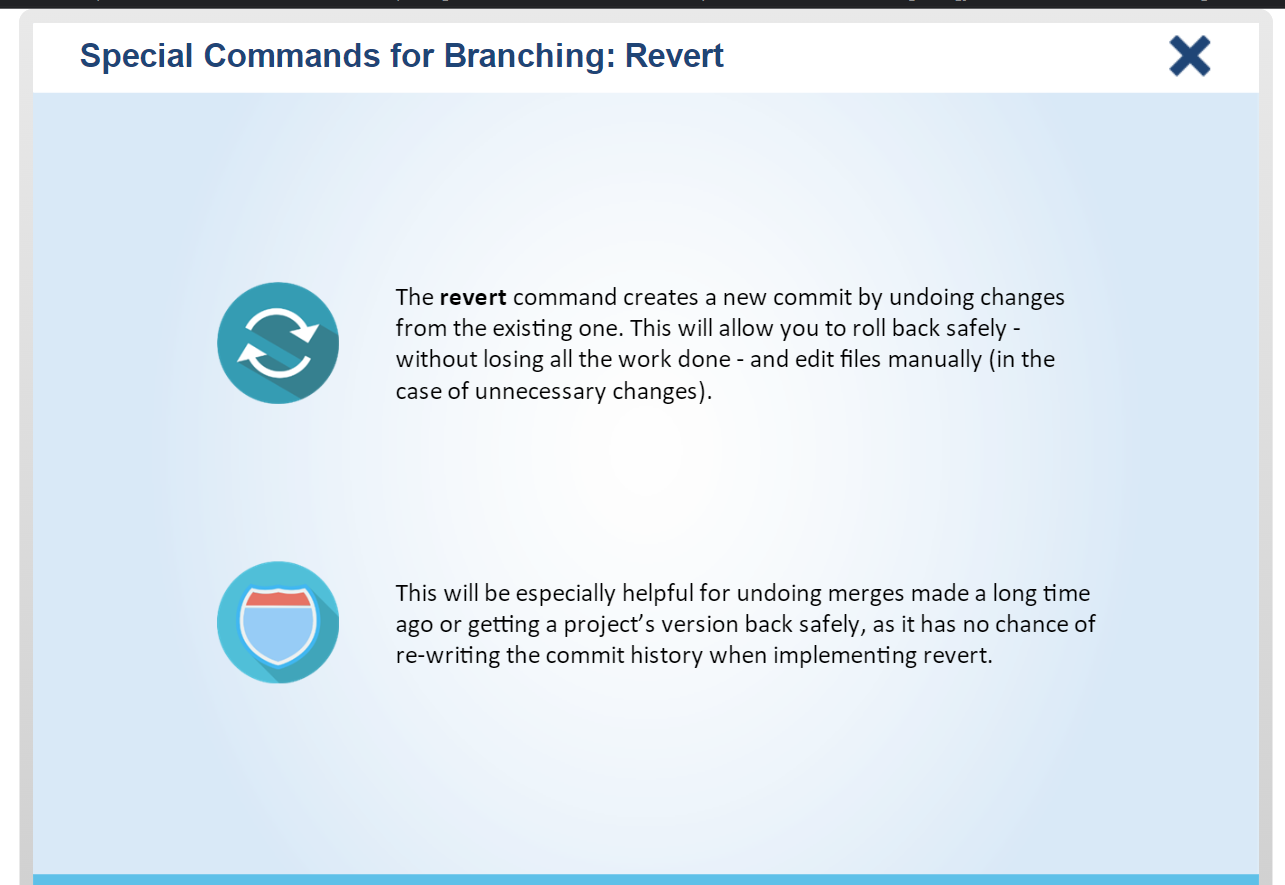 Special Commands for Branching: Revert
The revert command creates a new commit by undoing changes
from the existing one. This will allow you to roll back safely -
without losing all the work done - and edit files manually (in the
case of unnecessary changes).
This will be especially helpful for undoing merges made a long time
ago or getting a project’s version back safely, as it has no chance of
re-writing the commit history when implementing revert.